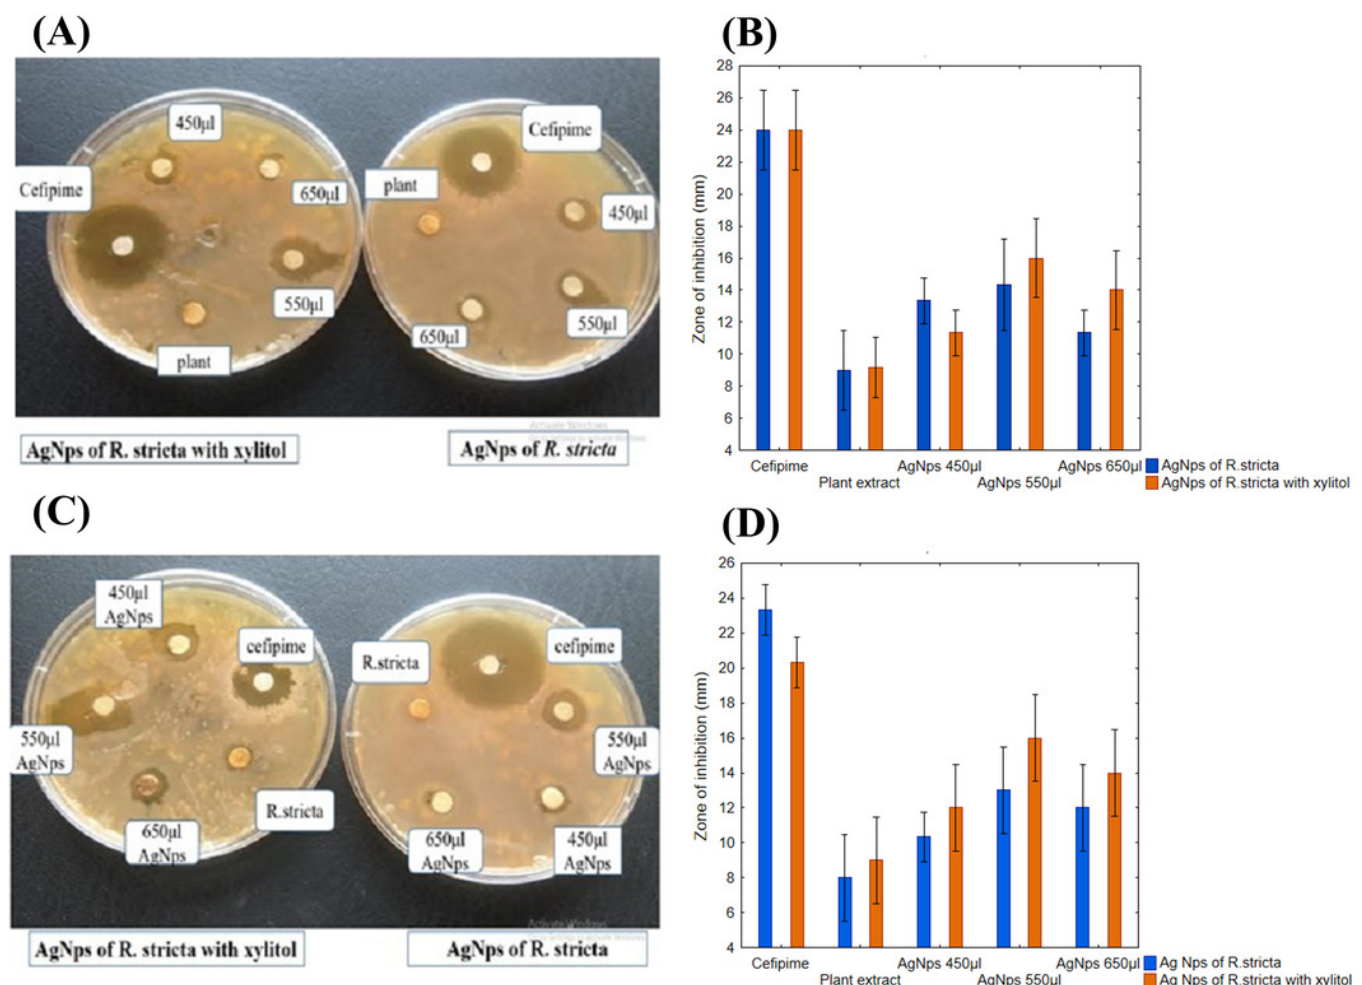 (A)
450µl
Cefipime
650µl
550µl
plant
Cefipime
plant
450µl
550µl
650µl
Activate Windows
AgNps of R. stricta with xylitol
AgNps of R. stricta
(B)
28
26
24
22
20
18
16
14
12
10
8
6
4
Zone of inhibition (mm)
Cefipime
Plant extract
AgNps 450µl
AgNps 550µl
AgNps 650µl
AgNps of R.stricta
AgNps of R.stricta with xylitol
(C)
450µl
AgNps
cefipime
550µl
AgNps
650µl
AgNps
R.stricta
R.stricta
cefipime
550µl
AgNps
650µl
AgNps
450µl
AgNps
Activate Windows
AgNps of R. stricta with xylitol
AgNps of R. stricta
(D)
26
24
22
20
18
16
14
12
10
8
6
4
Zone of inhibition (mm)
Cefipime
Plant extract
AgNps 450µl
AgNps 550µl
AgNps 650µl
Ag Nps of R.stricta
Ag Nps of R.stricta with xylitol